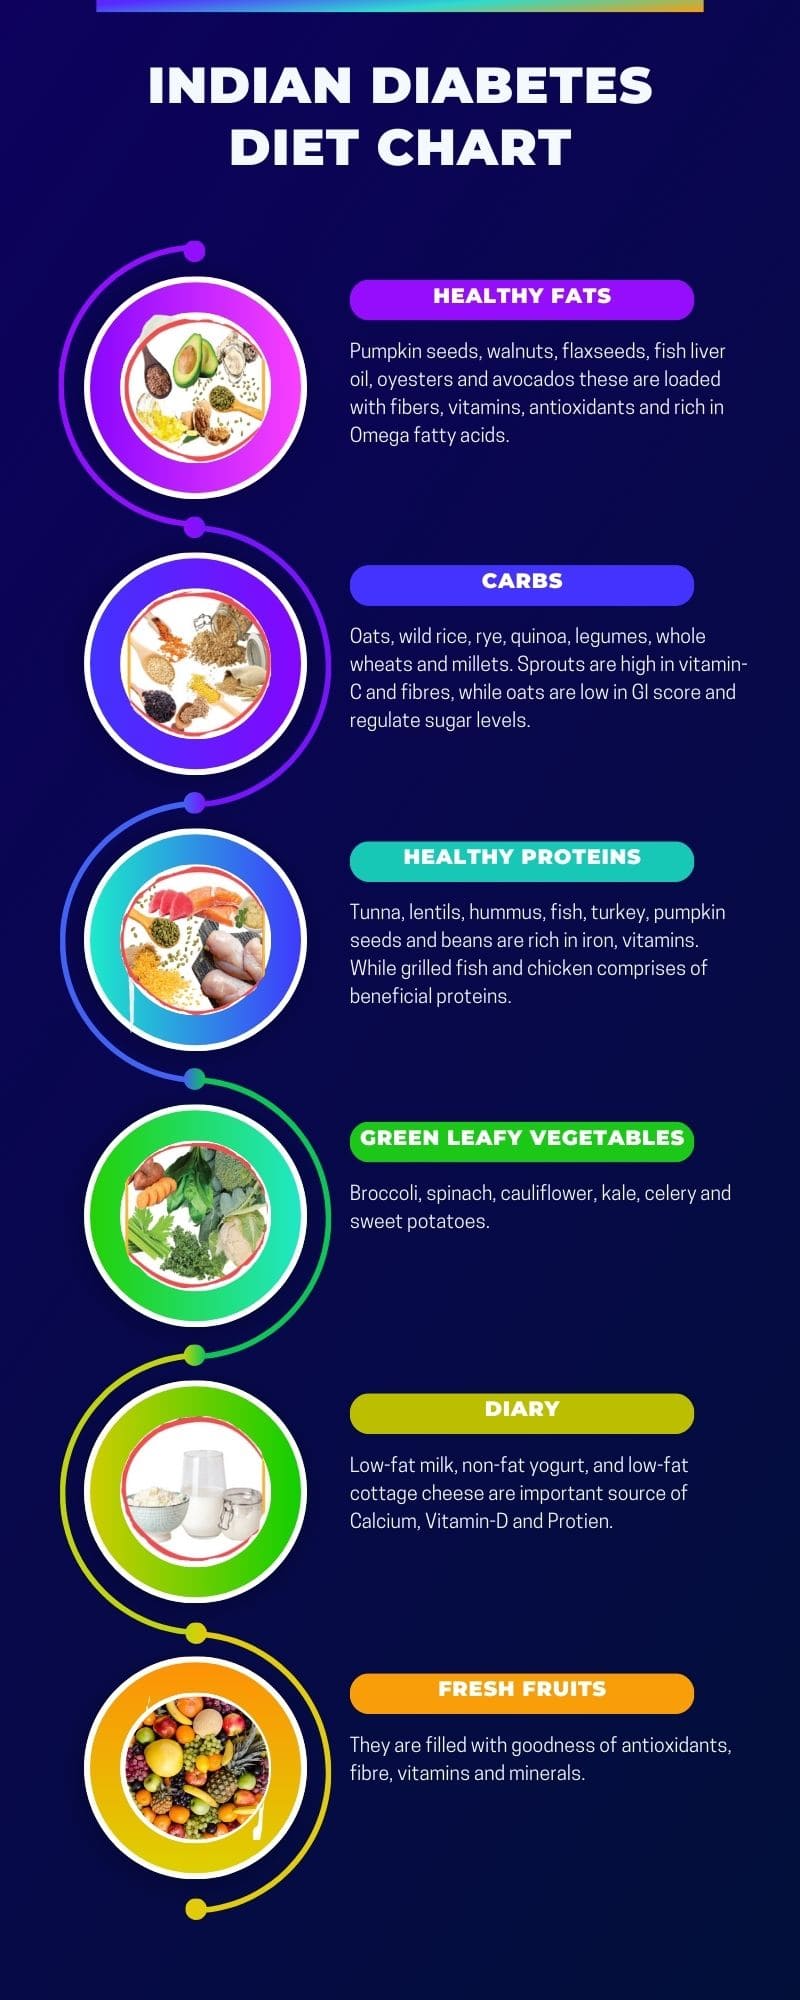 INDIAN DIABETES
DIET CHART
HEALTHY FATS
Pumpkin seeds, walnuts, flaxseeds, fish liver
oil, oyesters and avocados these are loaded
with fibers, vitamins, antioxidants and rich in
Omega fatty acids.
CARBS
Oats, wild rice, rye, quinoa, legumes, whole
wheats and millets. Sprouts are high in vitamin-
C and fibres, while oats are low in GI score and
regulate sugar levels.
HEALTHY PROTEINS
Tunna, lentils, hummus, fish, turkey, pumpkin
seeds and beans are rich in iron, vitamins.
While grilled fish and chicken comprises of
beneficial proteins.
GREEN LEAFY VEGETABLES
Broccoli, spinach, cauliflower, kale, celery and
sweet potatoes.
DIARY
Low-fat milk, non-fat yogurt, and low-fat
cottage cheese are important source of
Calcium, Vitamin-D and Protien.
FRESH FRUITS
They are filled with goodness of antioxidants,
fibre, vitamins and minerals.